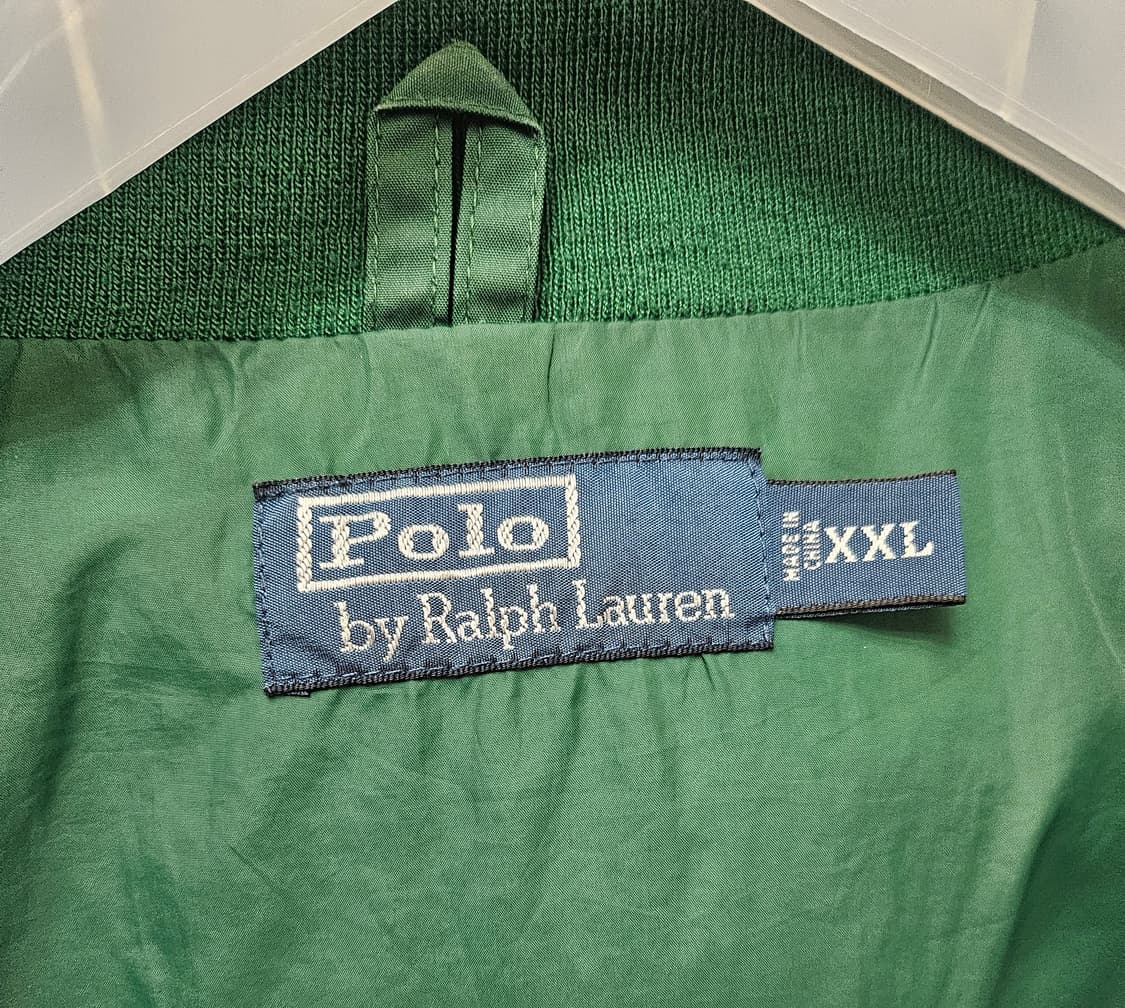 Polo
by Ralph Lauren
MADE IN
CHINA
XXL